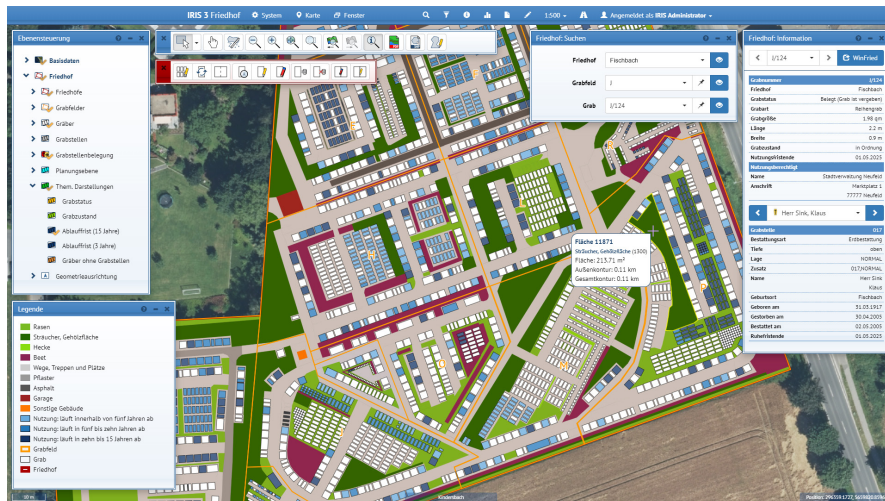 IRIS 3 Friedhof
System
Karte
Fenster
1:500
Angemeldet als IRIS Administrator
Ebenensteuerung
Basisdaten
Friedhof
Friedhöfe
Grabfelder
Gräber
Grabstellen
Grabstellenbelegung
Planungsebene
Them. Darstellungen
Grabstatus
Grabzustand
Ablauffrist (15 Jahre)
Ablauffrist (3 Jahre)
Gräber ohne Grabstellen
Geometrieausrichtung
Legende
Rasen
Sträucher, Gehölzfläche
Hecke
Beet
Wege, Treppen und Plätze
Pflaster
Asphalt
Garage
Sonstige Gebäude
Nutzung: läuft innerhalb von fünf Jahren ab
Nutzung: läuft in fünf bis zehn Jahren ab
Nutzung: läuft in zehn bis 15 Jahren ab
Grabfeld
Grab
Friedhof
Friedhof: Suchen
Friedhof Fischbach
Grabfeld J
Grab J/124
H
L
R
P
O
M
Fläche 11871
Sträucher, Gehölzfläche (1300)
Fläche: 213.71 m²
Außenkontur: 0.11 km
Gesamtkontur: 0.11 km
Friedhof: Information
J/124
WinFried
Grabnummer J/124
Friedhof Fischbach
Grabstatus Belegt (Grab ist vergeben)
Grabart Reihengrab
Grabgröße 1.98 qm
Länge 2.2 m
Breite 0.9 m
Grabzustand In Ordnung
Nutzungsfristende 01.05.2025
Nutzungsberechtigt
Name Stadtverwaltung Neufeld
Anschrift Marktplatz 1
77777 Neufeld
Herr Sink, Klaus
Grabstelle 017
Bestattungsart Erdbestattung
Tiefe oben
Lage NORMAL
Zusatz 017,NORMAL
Name Herr Sink
Klaus
Geburtsort Fischbach
Geboren am 31.03.1917
Gestorben am 30.04.2005
Bestattet am 02.05.2005
Ruhefristende 01.05.2025